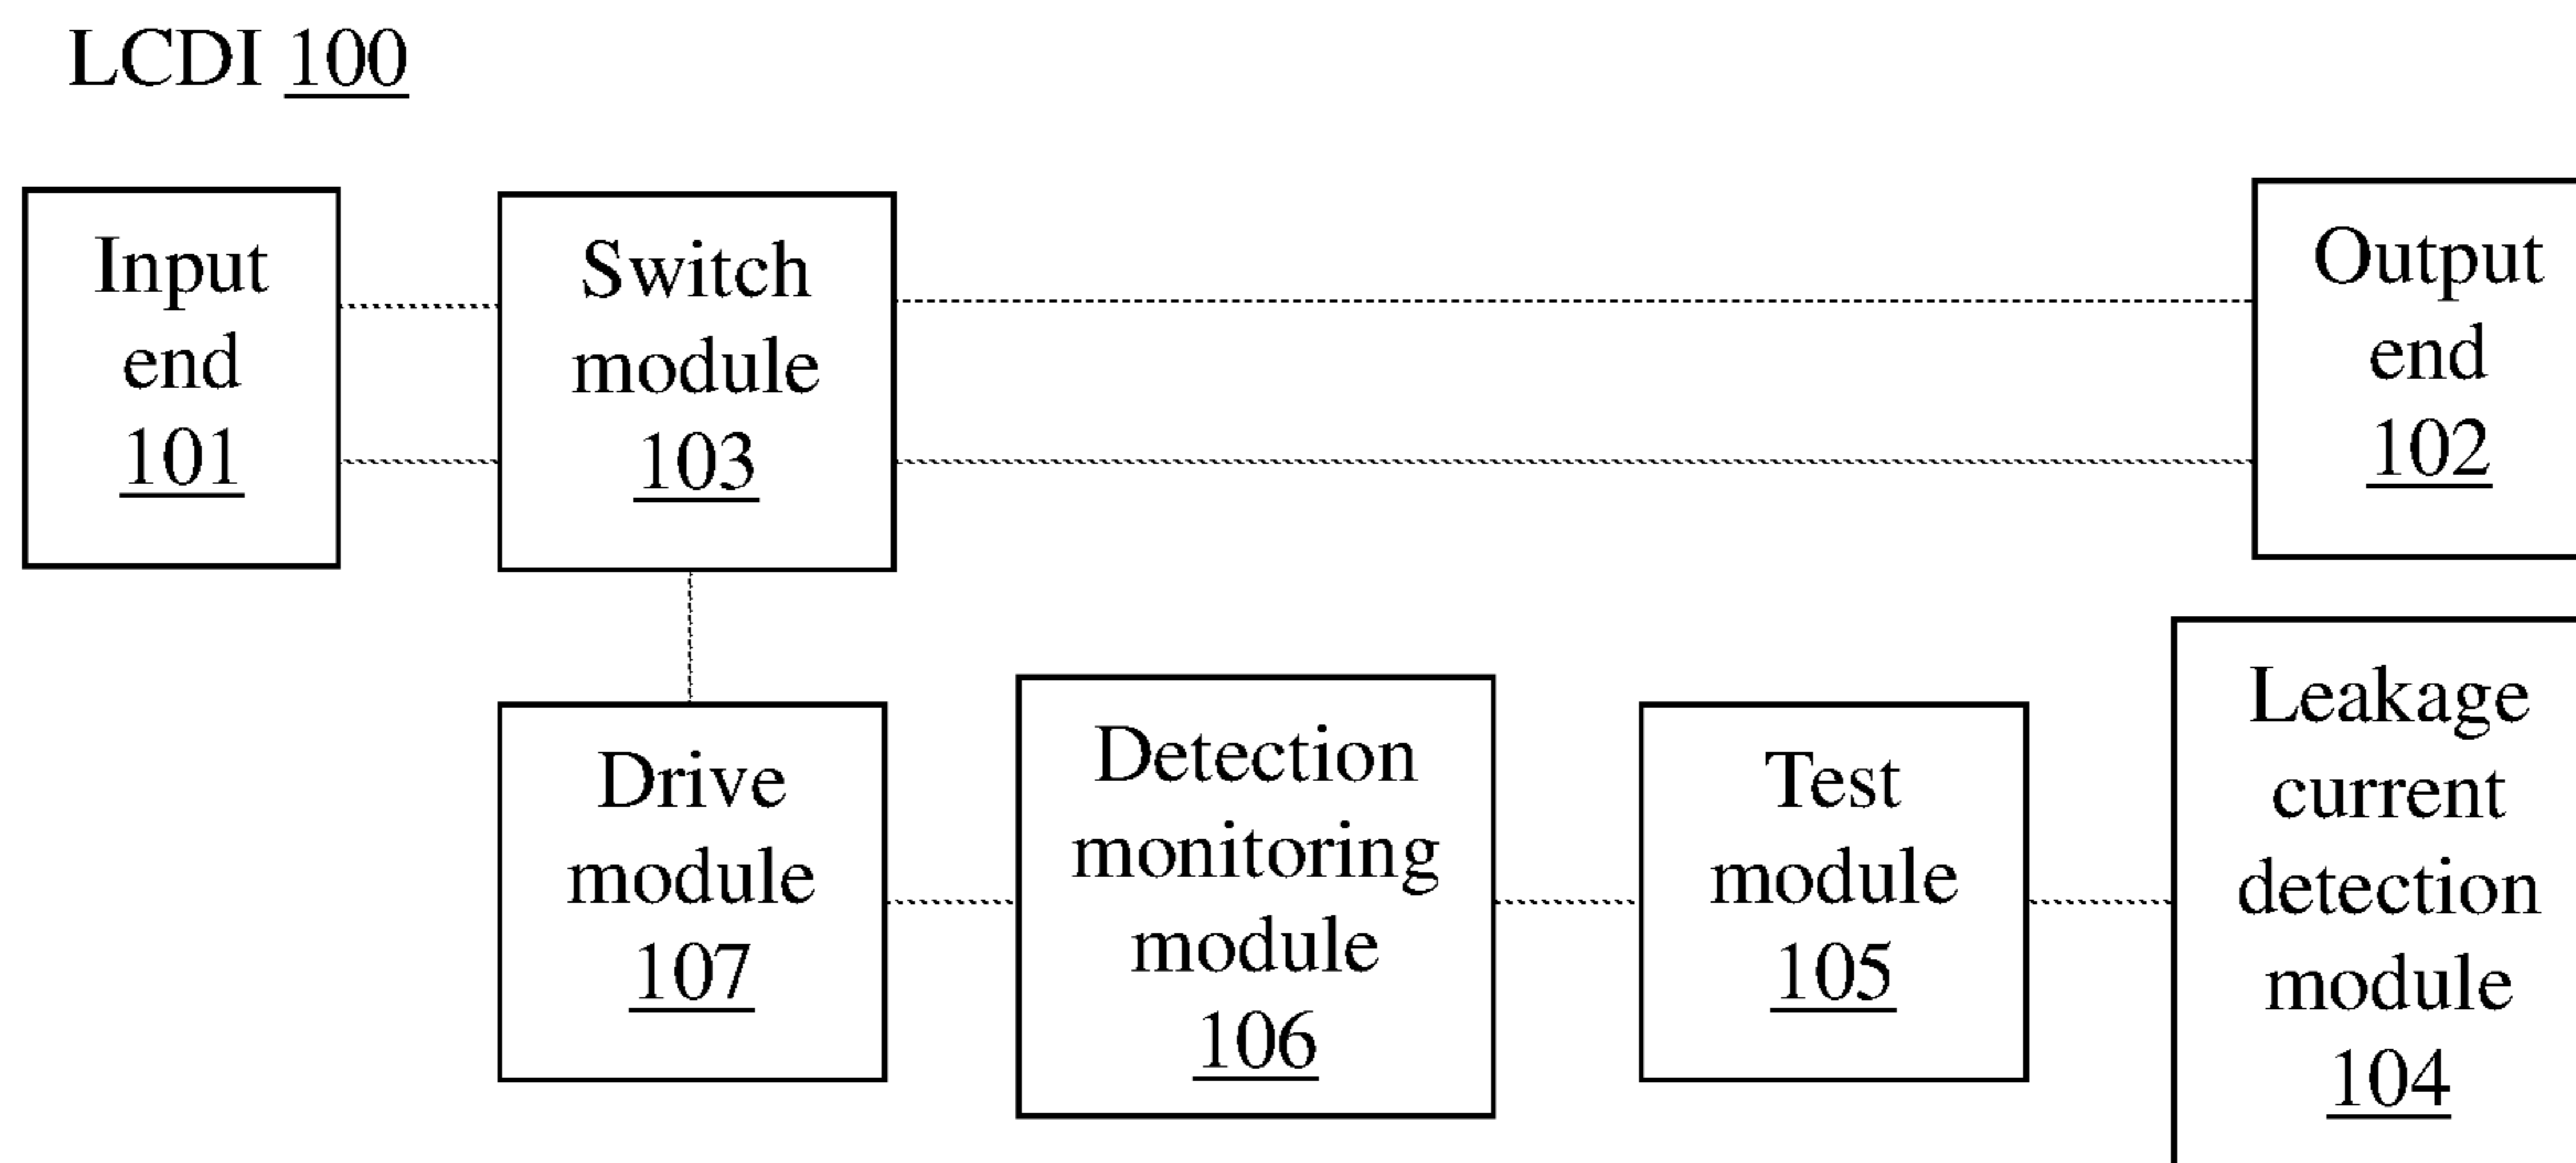 LCDI 100
Input
end
101
Switch
module
103
Output
end
102
Drive
module
107
Detection
monitoring
module
106
Test
module
105
Leakage
current
detection
module
104